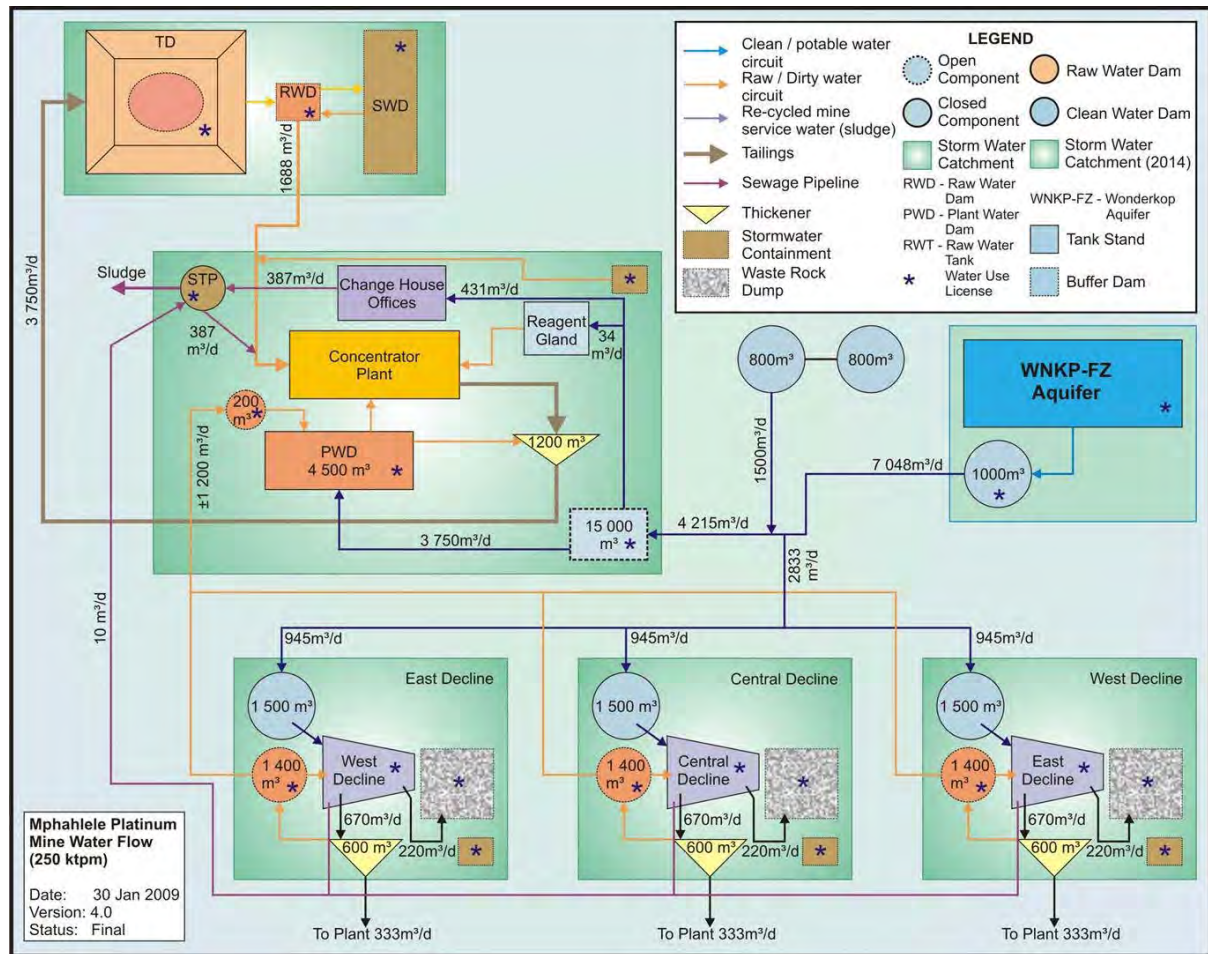 TD
RWD
*
SWD
*
*
1688 m³/d
3 750m³/d
LEGEND
Clean / potable water
circuit
Raw / Dirty water
circuit
Re-cycled mine
service water (sludge)
Tailings
Sewage Pipeline
Thickener
Stormwater
Containment
Waste Rock
Dump
Open
Component
Closed
Component
Storm Water
Catchment
RWD - Raw Water
Dam
PWD - Plant Water
Dam
RWT - Raw Water
Tank
* Water Use
License
Raw Water Dam
Clean Water Dam
Storm Water
Catchment (2014)
WNKP-FZ - Wonderkop
Aquifer
Tank Stand
Buffer Dam
Sludge
STP
*
387m³/d
Change House
Offices
431m³/d
*
387
m³/d
Reagent
Gland
34
m³/d
Concentrator
Plant
200
m³*
±1 200 m³/d
PWD
4 500 m³
*
1200 m³
3 750m³/d
15 000
m³ *
4 215m³/d
800m³
800m³
1500m³/d
7 048m³/d
WNKP-FZ
Aquifer
*
1000m³
*
2833
m³/d
10 m³/d
945m³/d
945m³/d
945m³/d
East Decline
1 500 m³
1 400
m³ *
West
Decline *
*
670m³/d
600 m³
220m³/d
*
To Plant 333m³/d
Central Decline
1 500 m³
1 400
m³ *
Central
Decline *
*
670m³/d
600 m³
220m³/d
*
To Plant 333m³/d
West Decline
1 500 m³
1 400
m³ *
East
Decline *
*
670m³/d
600 m³
220m³/d
*
To Plant 333m³/d
Mphahlele Platinum
Mine Water Flow
(250 ktpm)
Date: 30 Jan 2009
Version: 4.0
Status: Final